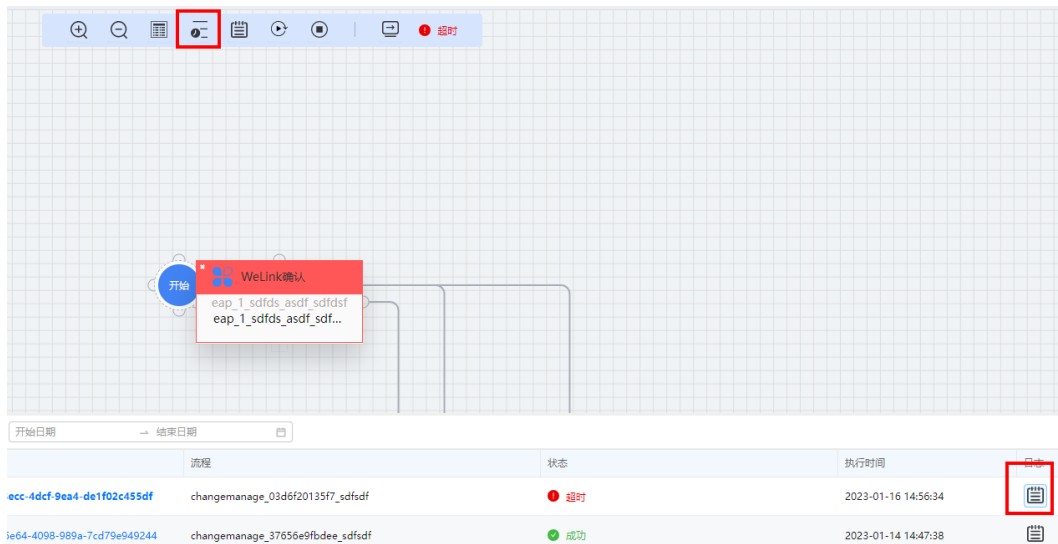 超时
开始
WeLink确认
eap_1_sdfds_asdf_sdfdsf
eap_1_sdfds_asdf_sdf...
开始日期 → 结束日期
流程 状态 执行时间 日志
ecc-4dcf-9ea4-de1f02c455df changemanage_03d6f20135f7_sdfsdf 超时 2023-01-16 14:56:34
6e64-4098-989a-7cd79e949244 changemanage_37656e9fbdee_sdfsdf 成功 2023-01-14 14:47:38